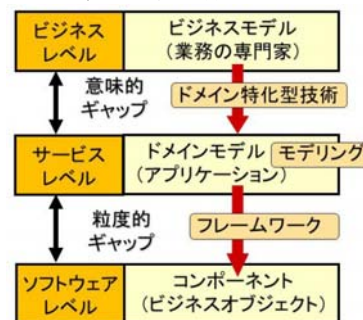 ビジネス
レベル
ビジネスモデル
(業務の専門家)
意味的
ギャップ
ドメイン特化型技術
サービス
レベル
ドメインモデル
(アプリケーション)
モデリング
粒度的
ギャップ
フレームワーク
ソフトウェア
レベル
コンポーネント
(ビジネスオブジェクト)